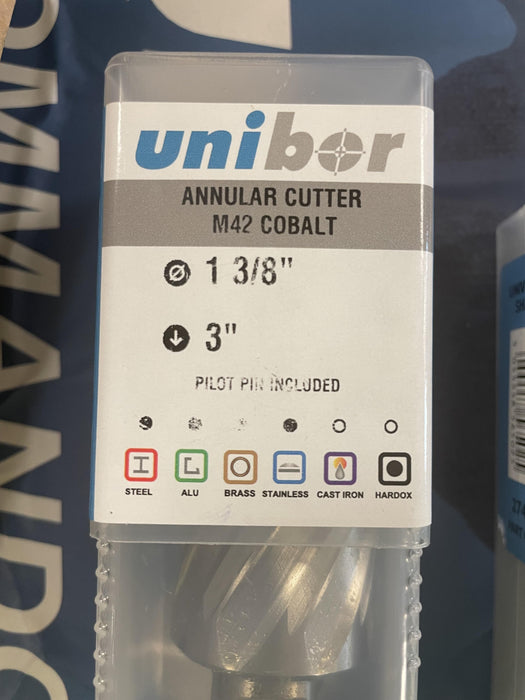 unibor
ANNULAR CUTTER
M42 COBALT
1 3/8"
3"
PILOT PIN INCLUDED
STEEL ALU BRASS STAINLESS CAST IRON HARDOX